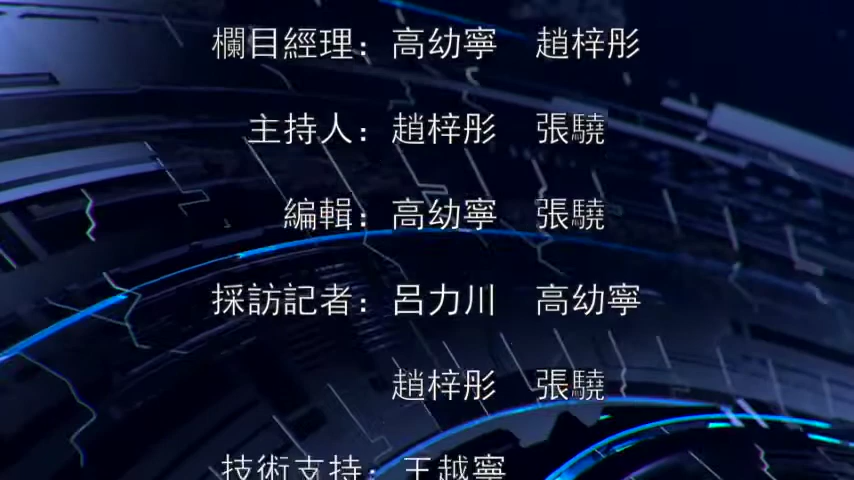 欄目經理：高幼寧 趙梓彤
主持人：趙梓彤 張驍
編輯：高幼寧 張驍
採訪記者：呂力川 高幼寧
趙梓彤 張驍
技術支持：王越寧